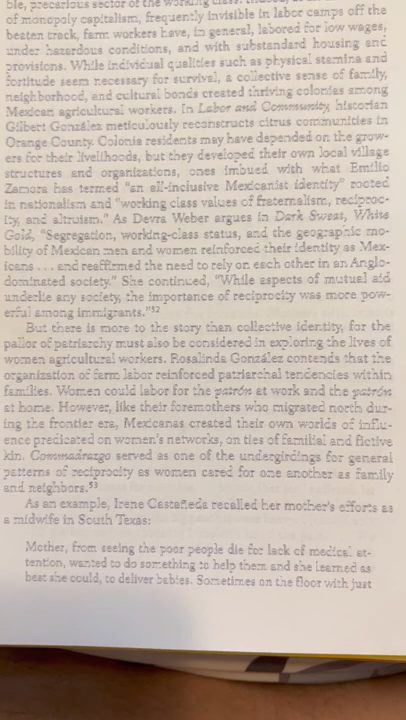 ble, precarious sector of the working class. Indeed, as
of monopoly capitalism, frequently invisible in labor camps off the
beaten track, farm workers have, in general, labored for low wages,
under hazardous conditions, and with substandard housing and
provisions. While individual qualities such as physical stamina and
fortitude seem necessary for survival, a collective sense of family,
neighborhood, and cultural bonds created thriving colonies among
Mexican agricultural workers. In Labor and Community, historian
Gilbert González meticulously reconstructs citrus communities in
Orange County. Colonia residents may have depended on the grow-
ers for their livelihoods, but they developed their own local village
structures and organizations, ones imbued with what Emilio
Zamora has termed "an all-inclusive Mexicanist identity" rooted
in nationalism and "working class values of fraternalism, reciproc-
ity, and altruism." As Devra Weber argues in Dark Sweat, White
Gold, "Segregation, working-class status, and the geographic mo-
bility of Mexican men and women reinforced their identity as Mex-
icans . . . and reaffirmed the need to rely on each other in an Anglo-
dominated society." She continued, "While aspects of mutual aid
underlie any society, the importance of reciprocity was more pow-
erful among immigrants."52
But there is more to the story than collective identity, for the
pallor of patriarchy must also be considered in exploring the lives of
women agricultural workers. Rosalinda González contends that the
organization of farm labor reinforced patriarchal tendencies within
families. Women could labor for the patrón at work and the patrón
at home. However, like their foremothers who migrated north dur-
ing the frontier era, Mexicanas created their own worlds of influ-
ence predicated on women's networks, on ties of familial and fictive
kin. Commadrazgo served as one of the undergirdings for general
patterns of reciprocity as women cared for one another as family
and neighbors.53
As an example, Irene Castañeda recalled her mother's efforts as
a midwife in South Texas:
Mother, from seeing the poor people die for lack of medical at-
tention, wanted to do something to help them and she learned as
best she could, to deliver babies. Sometimes on the floor with just